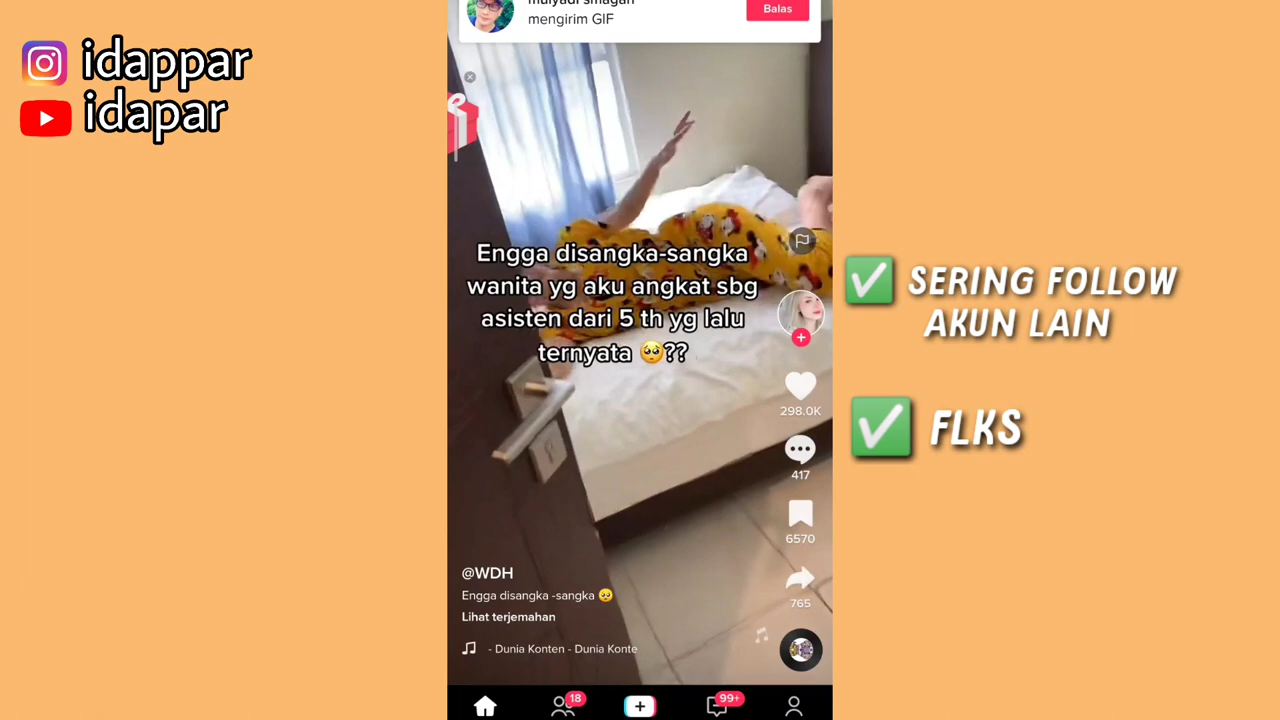 idappar
idapar
mengirim GIF
Balas
Engga disangka-sangka
wanita yg aku angkat sbg
asisten dari 5 th yg lalu
ternyata 🥺??
298.0K
417
6570
765
@WDH
Engga disangka -sangka 🥺
Lihat terjemahan
- Dunia Konten - Dunia Konte
18
99+
✅ SERING FOLLOW
AKUN LAIN
✅ FLKS